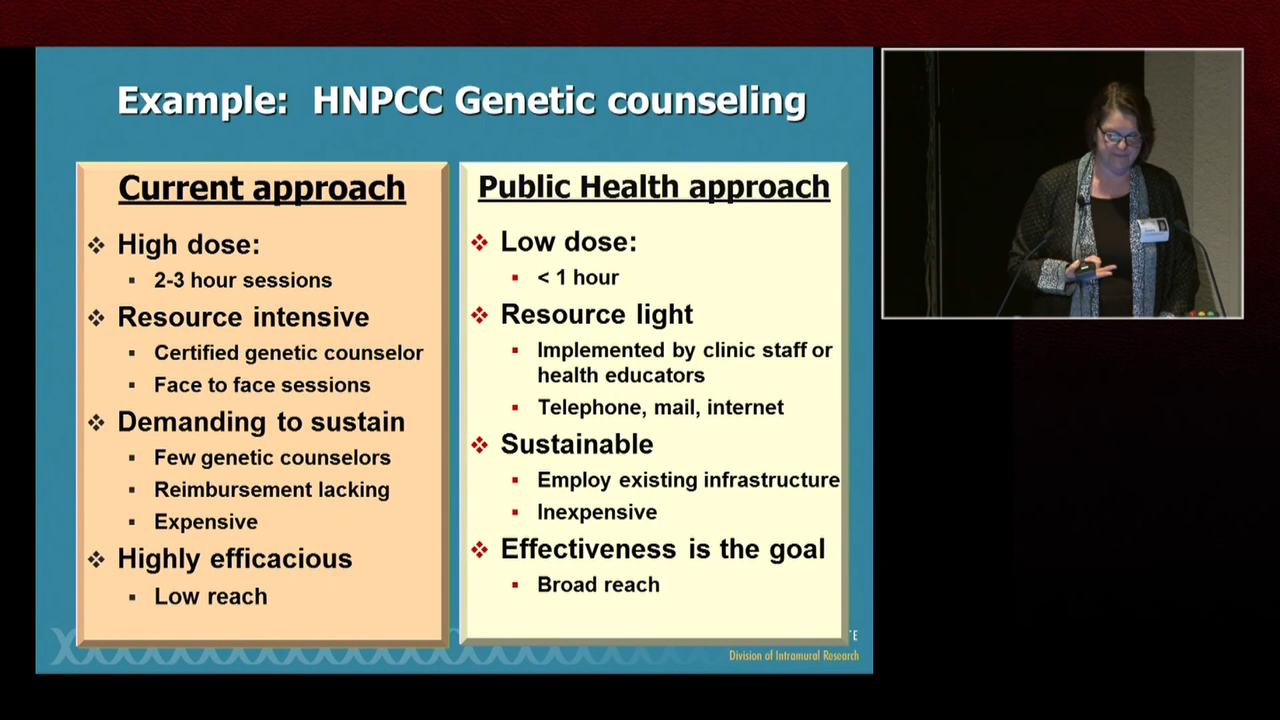 Example: HNPCC Genetic counseling
Current approach
❖ High dose:
▪ 2-3 hour sessions
❖ Resource intensive
▪ Certified genetic counselor
▪ Face to face sessions
❖ Demanding to sustain
▪ Few genetic counselors
▪ Reimbursement lacking
▪ Expensive
❖ Highly efficacious
▪ Low reach
Public Health approach
❖ Low dose:
▪ < 1 hour
❖ Resource light
▪ Implemented by clinic staff or
health educators
▪ Telephone, mail, internet
❖ Sustainable
▪ Employ existing infrastructure
▪ Inexpensive
❖ Effectiveness is the goal
▪ Broad reach
Division of Intramural Research